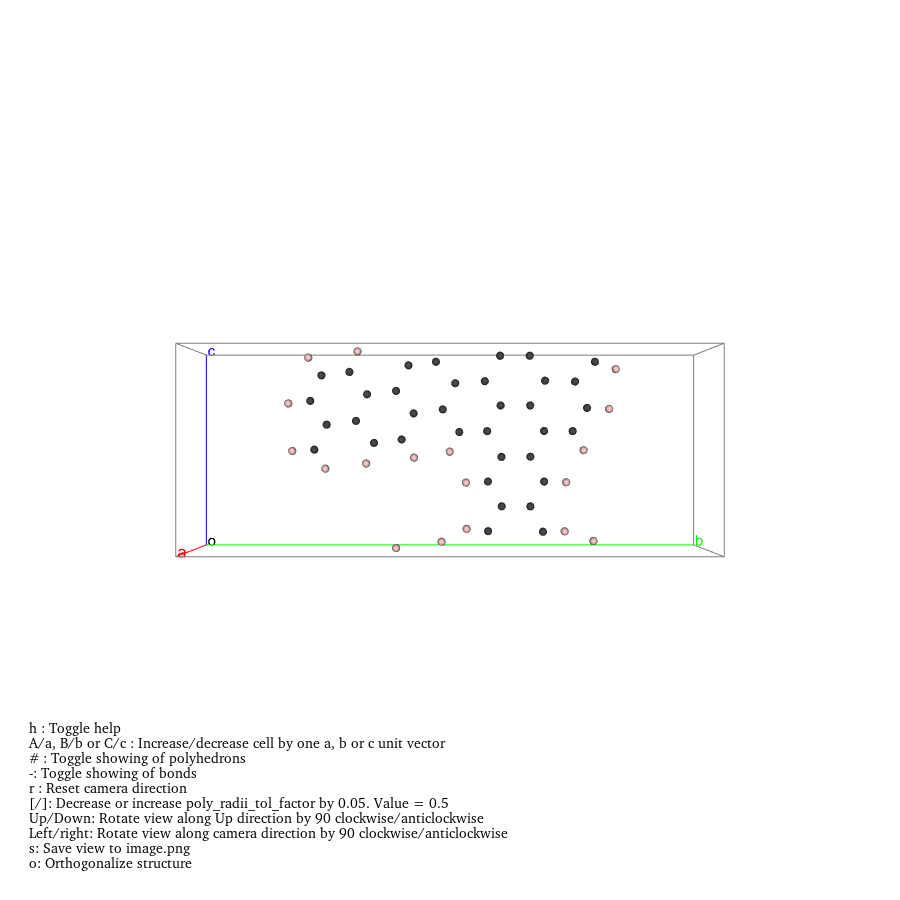 c
o
a
b
h : Toggle help
A/a, B/b or C/c : Increase/decrease cell by one a, b or c unit vector
# : Toggle showing of polyhedrons
-: Toggle showing of bonds
r : Reset camera direction
[/]: Decrease or increase poly_radii_tol_factor by 0.05. Value = 0.5
Up/Down: Rotate view along Up direction by 90 clockwise/anticlockwise
Left/right: Rotate view along camera direction by 90 clockwise/anticlockwise
s: Save view to image.png
o: Orthogonalize structure